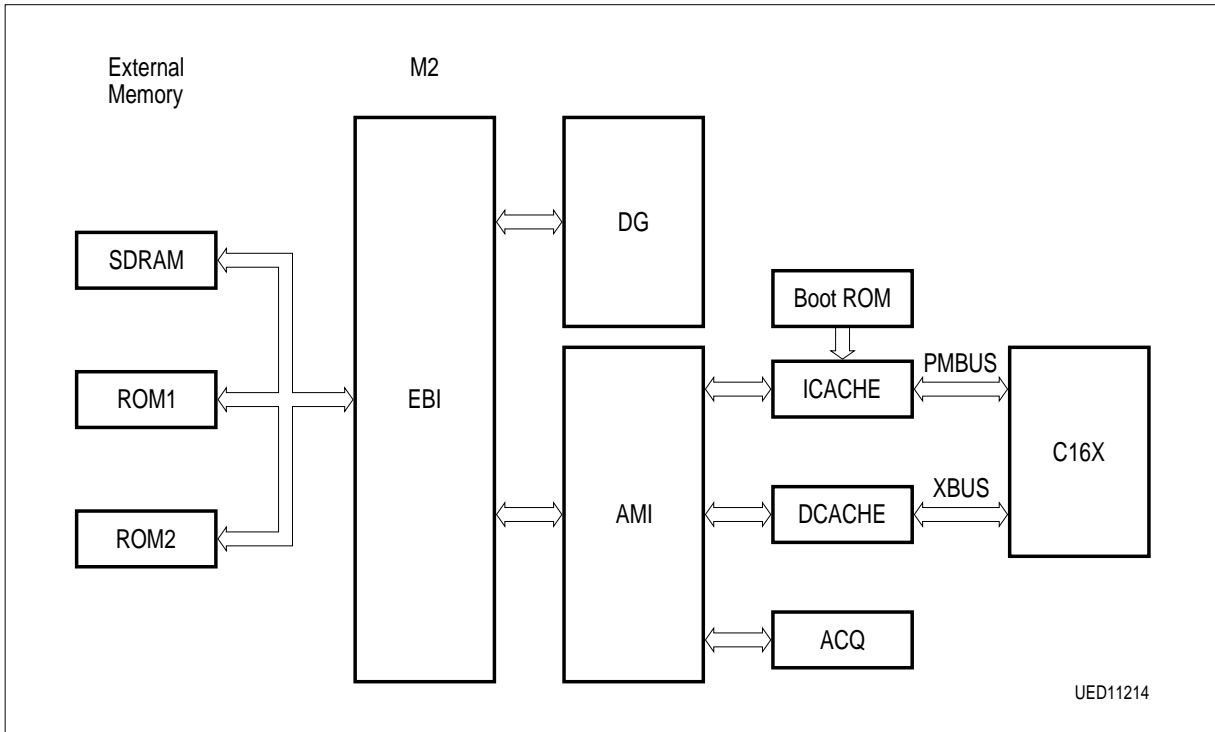 External
Memory
M2
SDRAM
ROM1
ROM2
EBI
DG
AMI
Boot ROM
ICACHE
DCACHE
ACQ
PMBUS
XBUS
C16X
UED11214